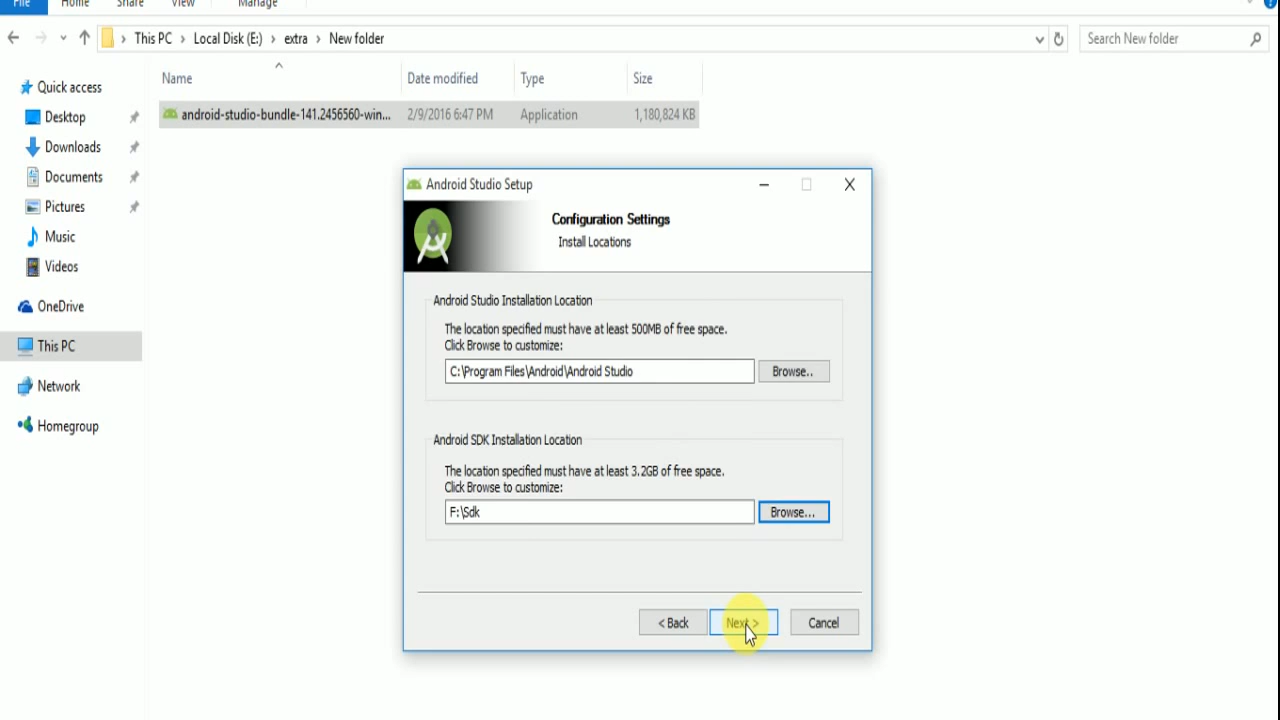 File Home Share View Manage
This PC > Local Disk (E:) > extra > New folder
Search New folder
Name Date modified Type Size
android-studio-bundle-141.2456560-win... 2/9/2016 6:47 PM Application 1,180,824 KB
Quick access
Desktop
Downloads
Documents
Pictures
Music
Videos
OneDrive
This PC
Network
Homegroup
Android Studio Setup
Configuration Settings
Install Locations
Android Studio Installation Location
The location specified must have at least 500MB of free space.
Click Browse to customize:
C:\Program Files\Android\Android Studio Browse..
Android SDK Installation Location
The location specified must have at least 3.2GB of free space.
Click Browse to customize:
F:\Sdk Browse...
< Back Next > Cancel